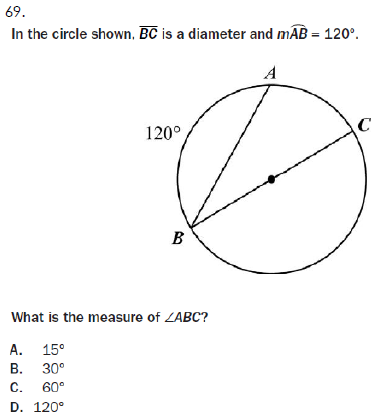 69.
In the circle shown, BC is a diameter and mAB = 120°.
A
C
120°
B
What is the measure of ∠ABC?
A. 15°
B. 30°
C. 60°
D. 120°